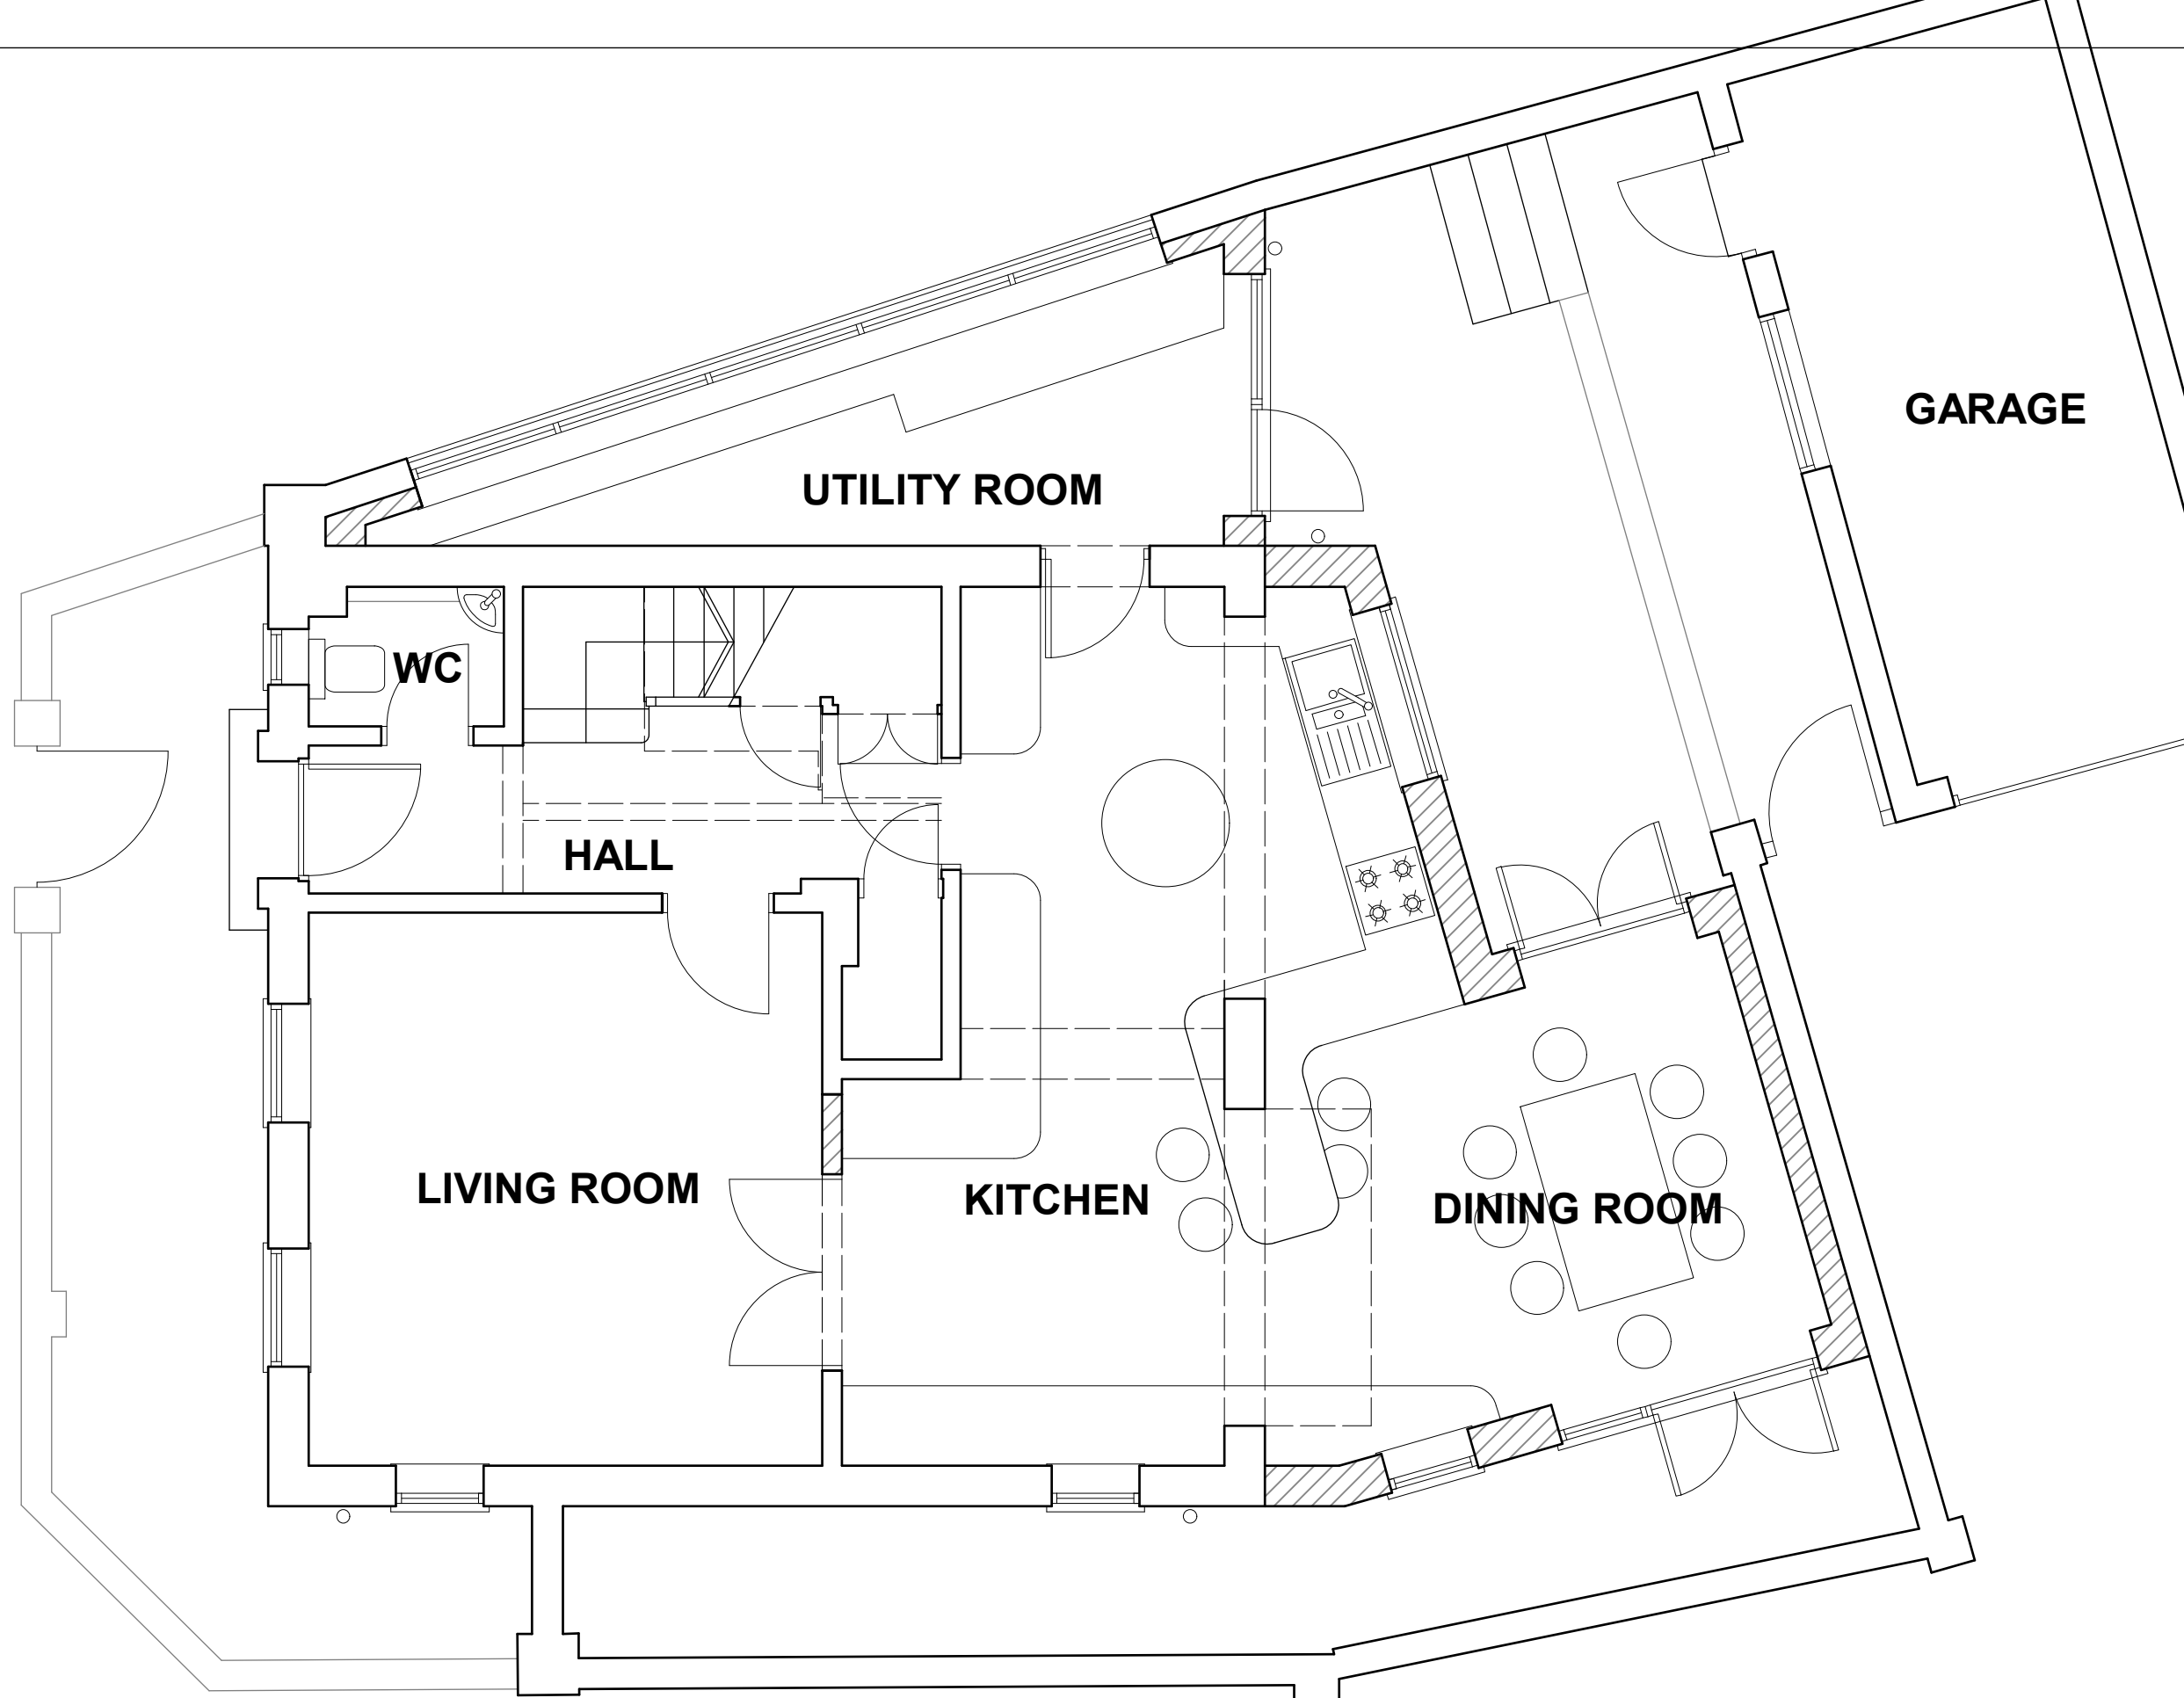 GARAGE
UTILITY ROOM
WC
HALL
LIVING ROOM
KITCHEN
DINING ROOM